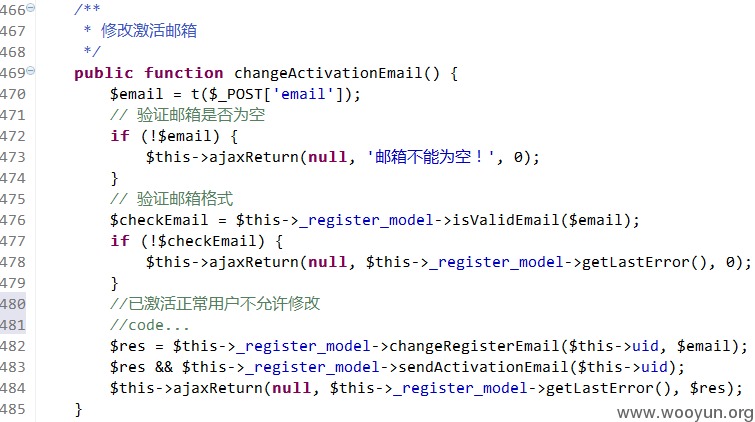 466 /**
467 * 修改激活邮箱
468 */
469 public function changeActivationEmail() {
470 $email = t($_POST['email']);
471 // 验证邮箱是否为空
472 if (!$email) {
473 $this->ajaxReturn(null, '邮箱不能为空！', 0);
474 }
475 // 验证邮箱格式
476 $checkEmail = $this->_register_model->isValidEmail($email);
477 if (!$checkEmail) {
478 $this->ajaxReturn(null, $this->_register_model->getLastError(), 0);
479 }
480 //已激活正常用户不允许修改
481 //code...
482 $res = $this->_register_model->changeRegisterEmail($this->uid, $email);
483 $res && $this->_register_model->sendActivationEmail($this->uid);
484 $this->ajaxReturn(null, $this->_register_model->getLastError(), $res);
485 }
www.wooyun.org